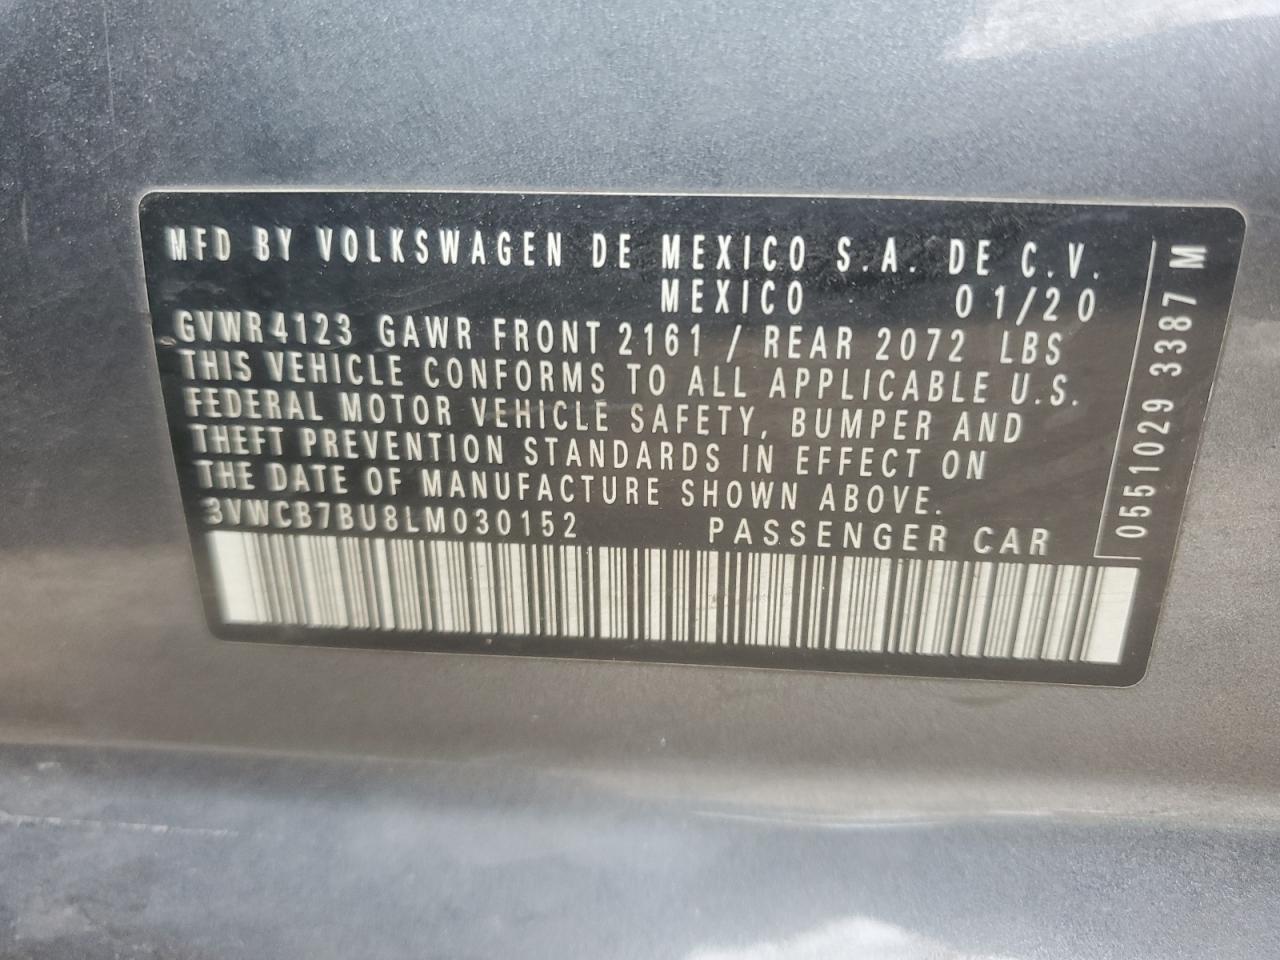 MFD BY VOLKSWAGEN DE MEXICO S.A. DE C.V.
MEXICO 01/20
GVWR 4123 GAWR FRONT 2161 / REAR 2072 LBS
THIS VEHICLE CONFORMS TO ALL APPLICABLE U.S.
FEDERAL MOTOR VEHICLE SAFETY, BUMPER AND
THEFT PREVENTION STANDARDS IN EFFECT ON
THE DATE OF MANUFACTURE SHOWN ABOVE.
3VWCB7BU8LM030152 PASSENGER CAR
0551029 3387 M